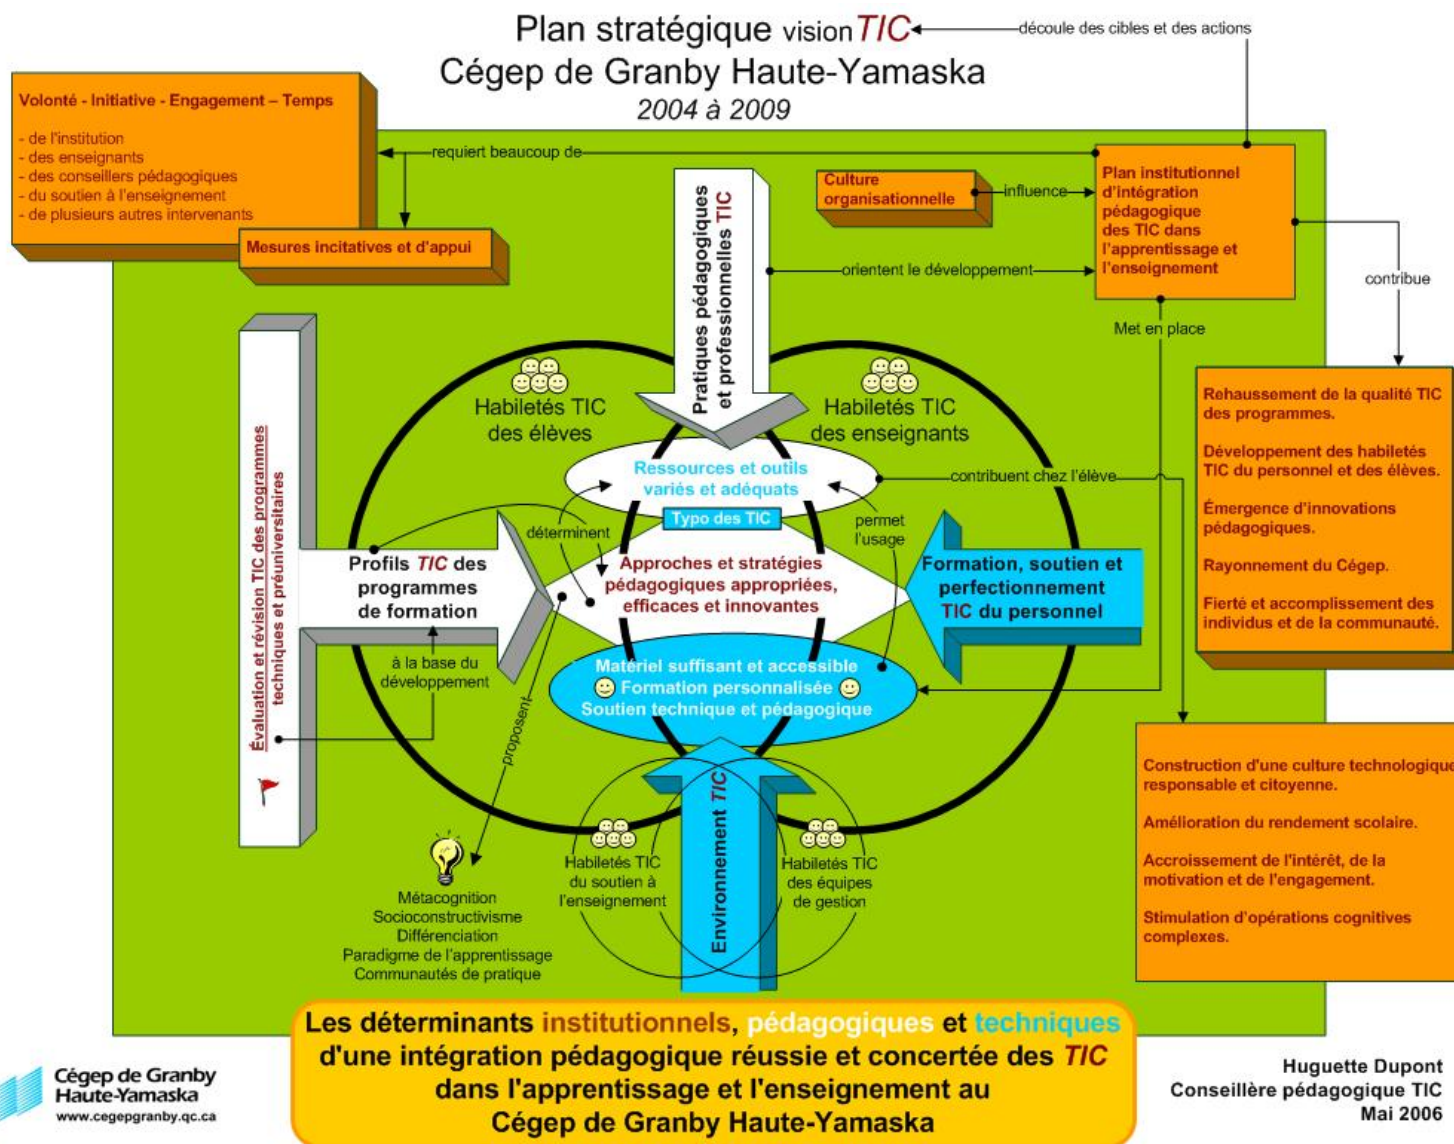 Plan stratégique vision TIC
Cégep de Granby Haute-Yamaska
2004 à 2009
découle des cibles et des actions
Volonté - Initiative - Engagement – Temps
- de l'institution
- des enseignants
- des conseillers pédagogiques
- du soutien à l'enseignement
- de plusieurs autres intervenants
Mesures incitatives et d'appui
requiert beaucoup de
Culture
organisationnelle
influence
Plan institutionnel
d'intégration
pédagogique
des TIC dans
l'apprentissage et
l'enseignement
orientent le développement
contribue
Met en place
Pratiques pédagogiques
et professionnelles TIC
Habiletés TIC
des élèves
Habiletés TIC
des enseignants
Rehaussement de la qualité TIC
des programmes.
Développement des habiletés
TIC du personnel et des élèves.
Émergence d'innovations
pédagogiques.
Rayonnement du Cégep.
Fierté et accomplissement des
individus et de la communauté.
Ressources et outils
variés et adéquats
Typo des TIC
contribuent chez l'élève
déterminent
permet
l'usage
Évaluation et révision TIC des programmes
techniques et préuniversitaires
Profils TIC des
programmes
de formation
Approches et stratégies
pédagogiques appropriées,
efficaces et innovantes
Formation, soutien et
perfectionnement
TIC du personnel
à la base du
développement
Matériel suffisant et accessible
Formation personnalisée
Soutien technique et pédagogique
proposent
Environnement TIC
Construction d'une culture technologique
responsable et citoyenne.
Amélioration du rendement scolaire.
Accroissement de l'intérêt, de la
motivation et de l'engagement.
Stimulation d'opérations cognitives
complexes.
Habiletés TIC
du soutien à
l'enseignement
Habiletés TIC
des équipes
de gestion
Métacognition
Socioconstructivisme
Différenciation
Paradigme de l'apprentissage
Communautés de pratique
Les déterminants institutionnels, pédagogiques et techniques
d'une intégration pédagogique réussie et concertée des TIC
dans l'apprentissage et l'enseignement au
Cégep de Granby Haute-Yamaska
Cégep de Granby
Haute-Yamaska
www.cegepgranby.qc.ca
Huguette Dupont
Conseillère pédagogique TIC
Mai 2006